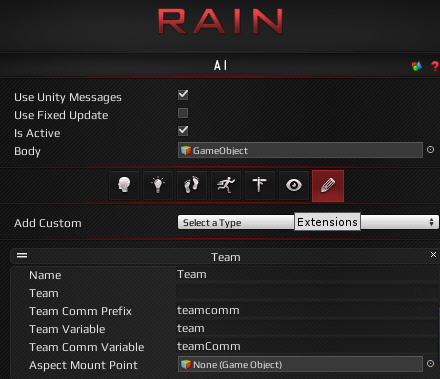 RAIN
AI
?
Use Unity Messages
Use Fixed Update
Is Active
Body GameObject
Add Custom Select a Type Extensions
Team
Name Team
Team
Team Comm Prefix teamcomm
Team Variable team
Team Comm Variable teamComm
Aspect Mount Point None (Game Object)